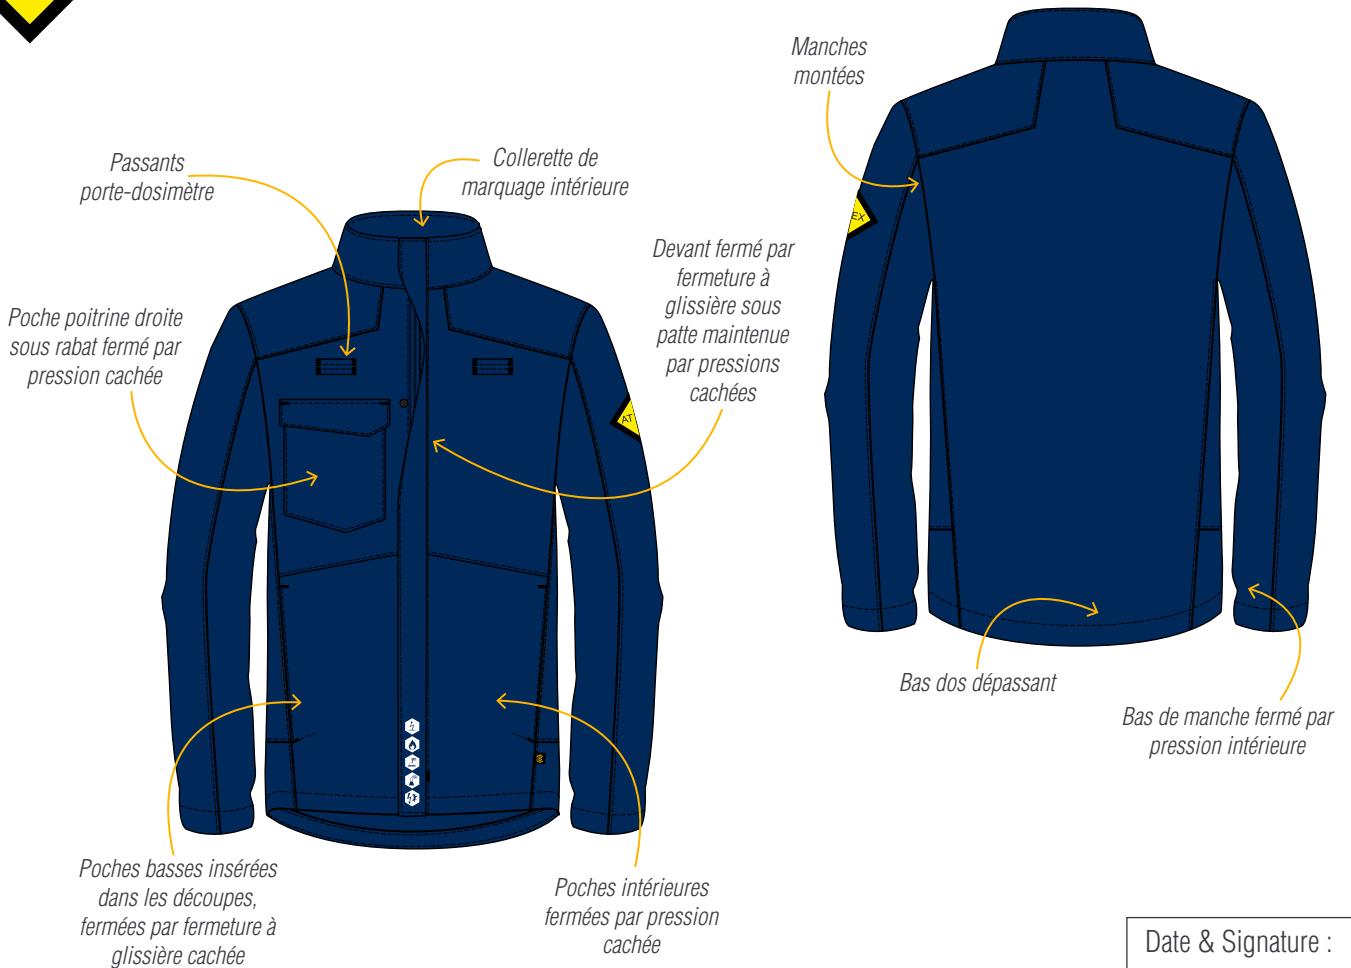 Manches
montées
Passants
porte-dosimètre
Collerette de
marquage intérieure
Devant fermé par
fermeture à
glissière sous
patte maintenue
par pressions
cachées
Poche poitrine droite
sous rabat fermé par
pression cachée
EX
AT
Bas dos dépassant
Bas de manche fermé par
pression intérieure
Poches basses insérées
dans les découpes,
fermées par fermeture à
glissière cachée
Poches intérieures
fermées par pression
cachée
Date & Signature :